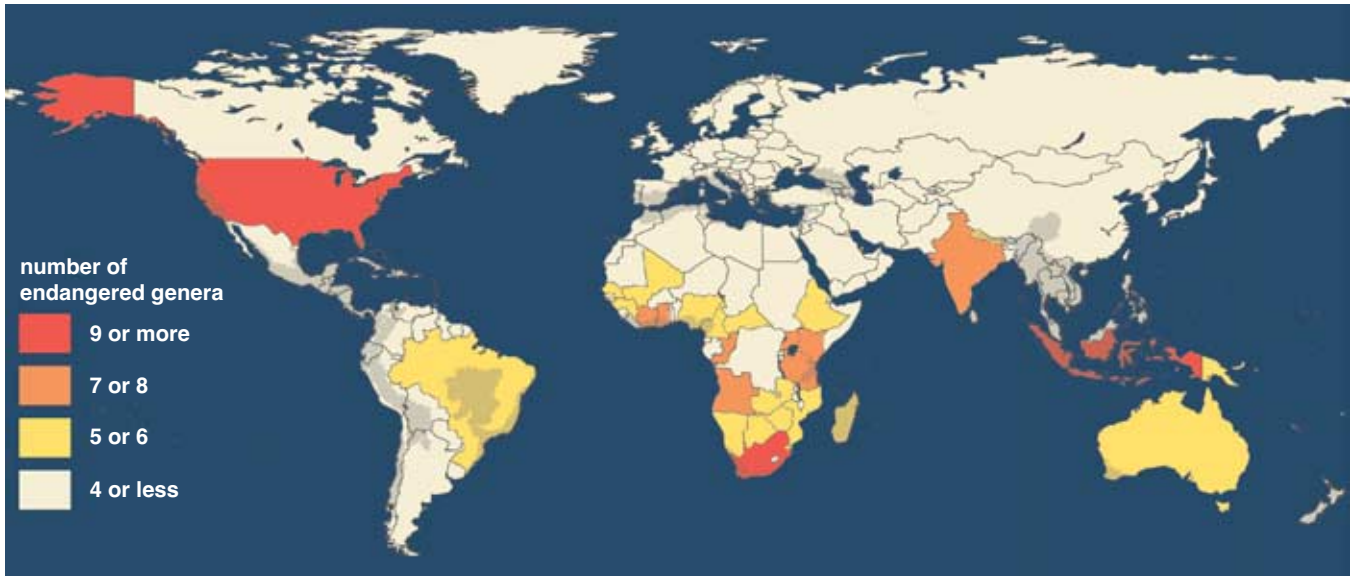 number of
endangered genera
9 or more
7 or 8
5 or 6
4 or less